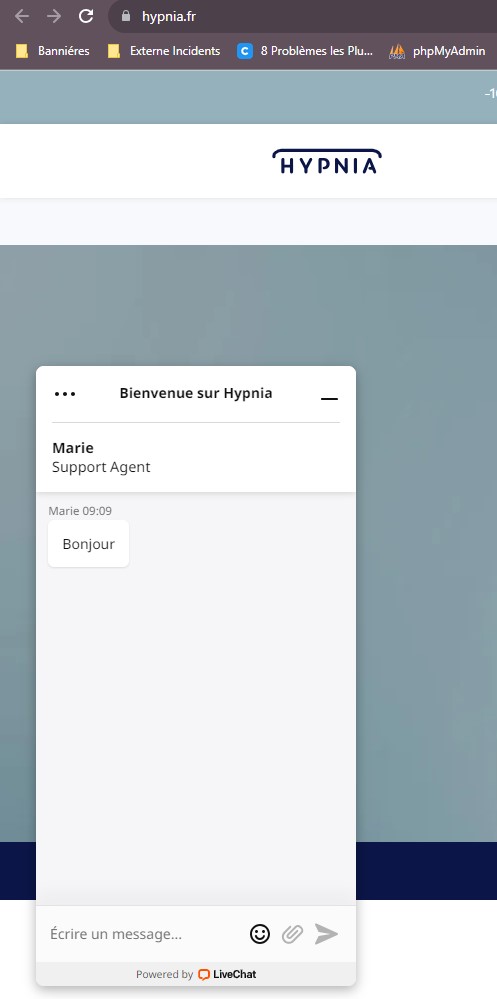 hypnia.fr
Banniéres Externe Incidents C 8 Problèmes les Plu... phpMyAdmin
HYPNIA
Bienvenue sur Hypnia
Marie
Support Agent
Marie 09:09
Bonjour
Écrire un message...
Powered by LiveChat